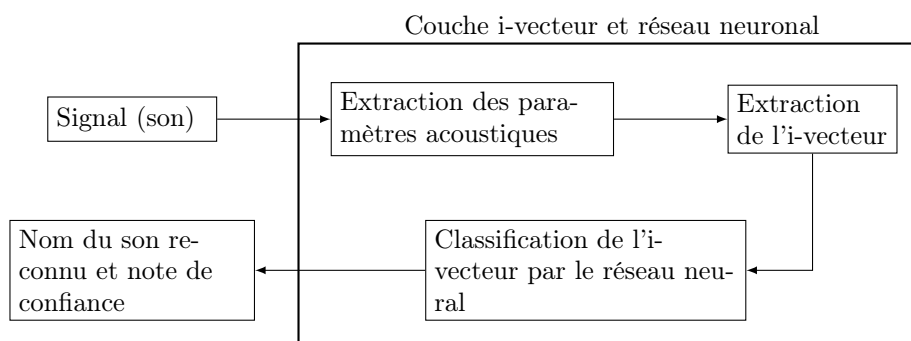 Couche i-vecteur et réseau neuronal
Signal (son)
Extraction des para-
mètres acoustiques
Extraction
de l'i-vecteur
Classification de l'i-
vecteur par le réseau neu-
ral
Nom du son re-
connu et note de
confiance